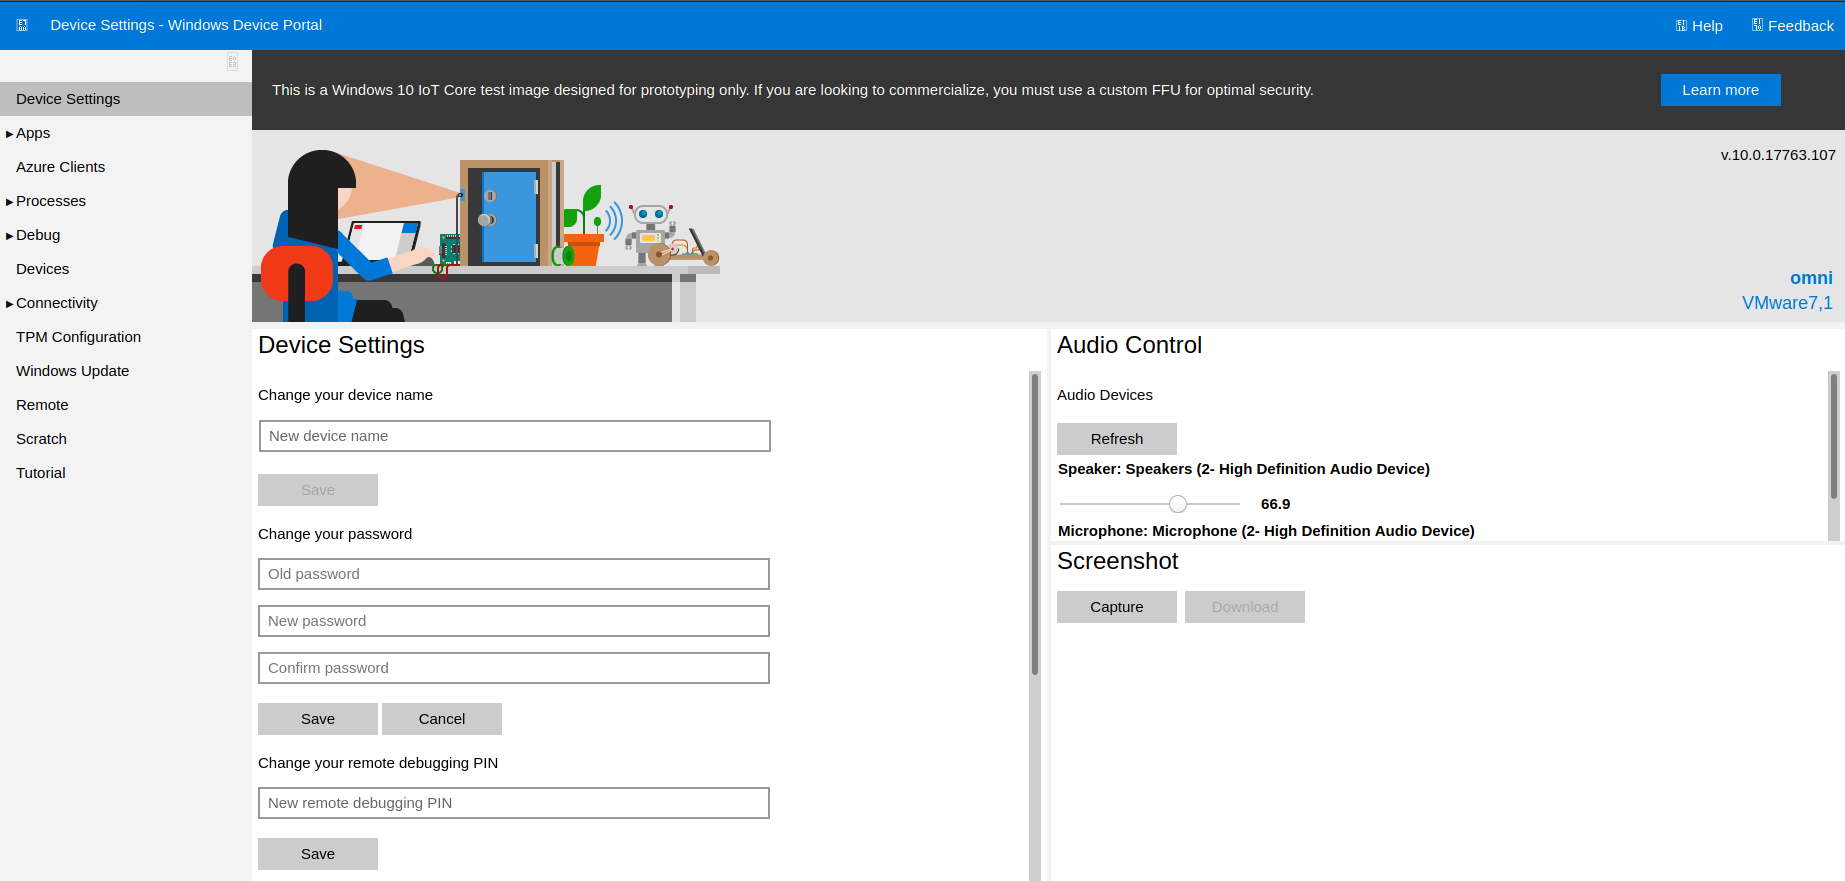 Device Settings - Windows Device Portal
Help
Feedback
Device Settings
Apps
Azure Clients
Processes
Debug
Devices
Connectivity
TPM Configuration
Windows Update
Remote
Scratch
Tutorial
This is a Windows 10 IoT Core test image designed for prototyping only. If you are looking to commercialize, you must use a custom FFU for optimal security.
Learn more
v.10.0.17763.107
omni
VMware7,1
Device Settings
Change your device name
New device name
Save
Change your password
Old password
New password
Confirm password
Save Cancel
Change your remote debugging PIN
New remote debugging PIN
Save
Audio Control
Audio Devices
Refresh
Speaker: Speakers (2- High Definition Audio Device)
66.9
Microphone: Microphone (2- High Definition Audio Device)
Screenshot
Capture Download